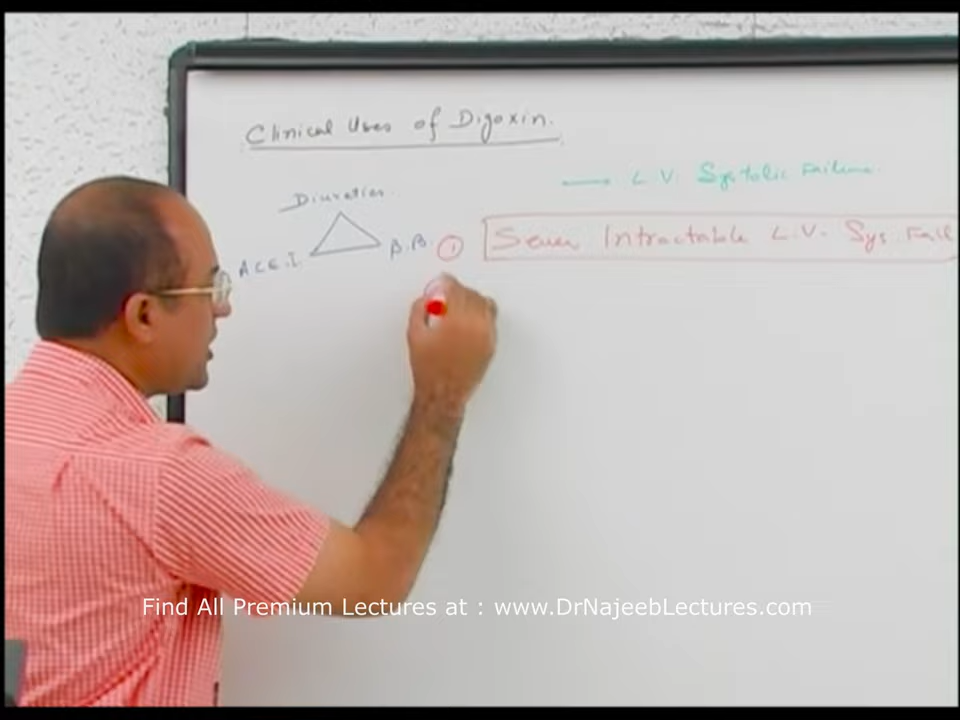 Clinical Uses of Digoxin.
→ L.V. Systolic Failure.
Diuretics
① Sever Intractable L.V. Sys. Fail
A C E. I. B.B.
Find All Premium Lectures at : www.DrNajeebLectures.com